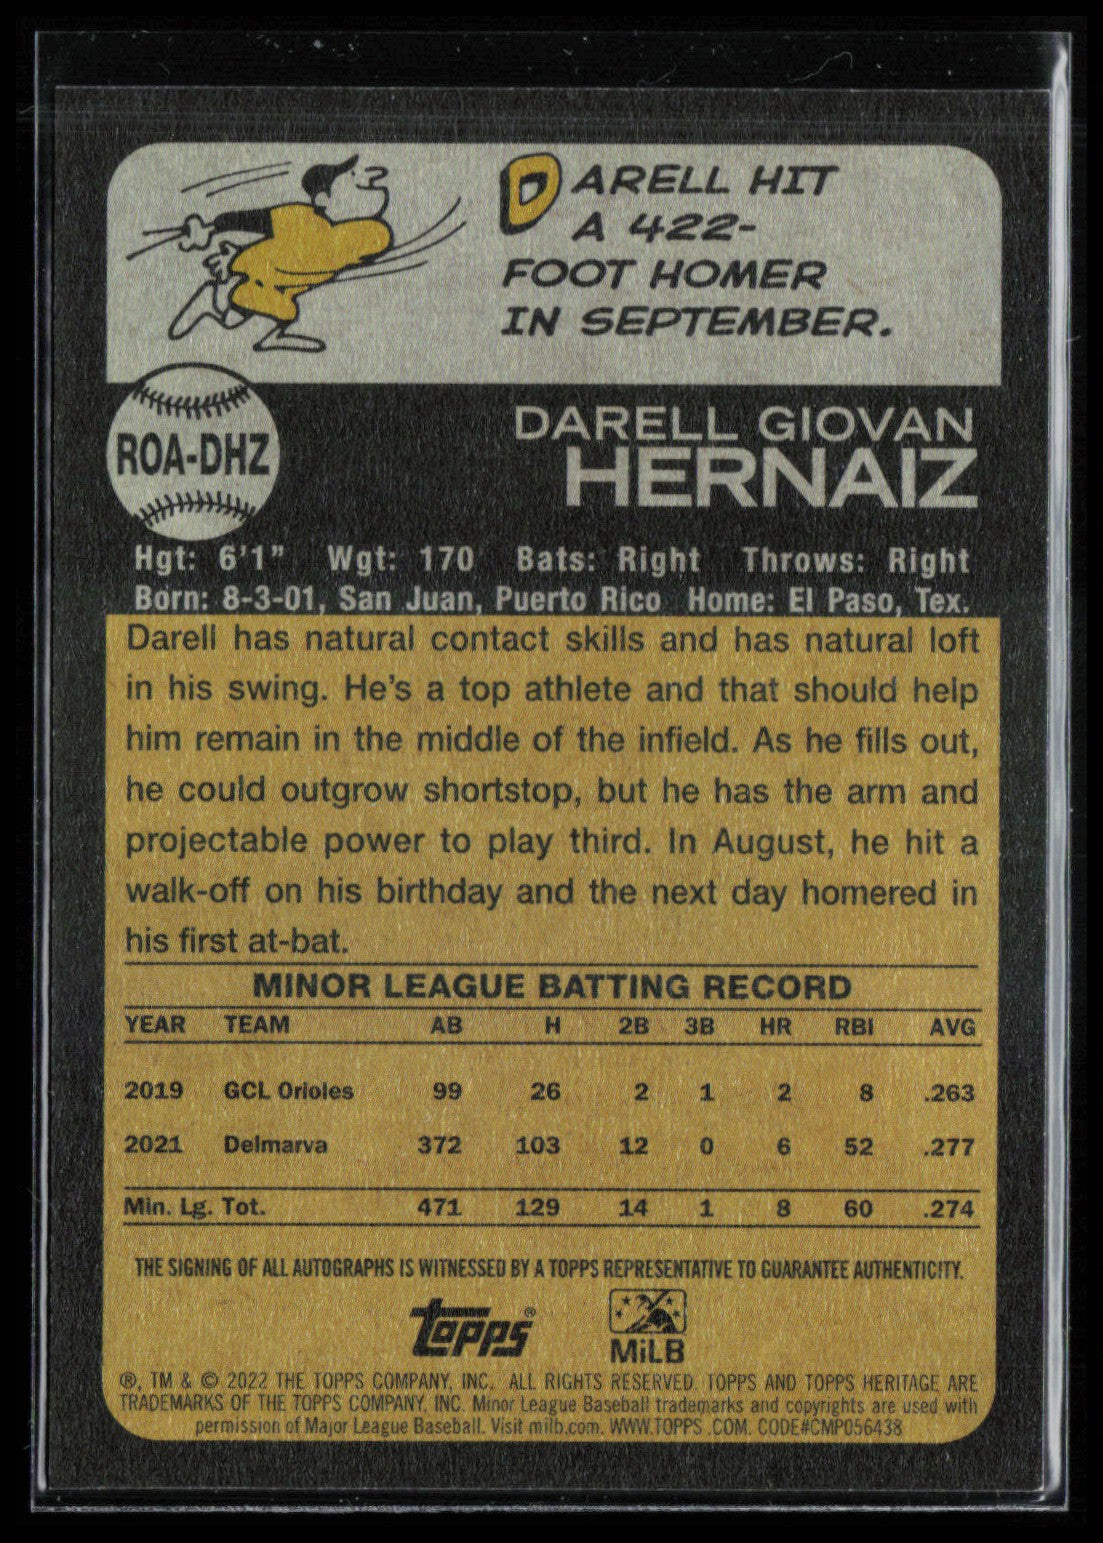 DARELL HIT
A 422-
FOOT HOMER
IN SEPTEMBER.
ROA-DHZ
DARELL GIOVAN
HERNAIZ
Hgt: 6'1" Wgt: 170 Bats: Right Throws: Right
Born: 8-3-01, San Juan, Puerto Rico Home: El Paso, Tex.
Darell has natural contact skills and has natural loft
in his swing. He's a top athlete and that should help
him remain in the middle of the infield. As he fills out,
he could outgrow shortstop, but he has the arm and
projectable power to play third. In August, he hit a
walk-off on his birthday and the next day homered in
his first at-bat.
MINOR LEAGUE BATTING RECORD
YEAR TEAM AB H 2B 3B HR RBI AVG
2019 GCL Orioles 99 26 2 1 2 8 .263
2021 Delmarva 372 103 12 0 6 52 .277
Min. Lg. Tot. 471 129 14 1 8 60 .274
THE SIGNING OF ALL AUTOGRAPHS IS WITNESSED BY A TOPPS REPRESENTATIVE TO GUARANTEE AUTHENTICITY.
topps® MiLB
®, TM & © 2022 THE TOPPS COMPANY, INC. ALL RIGHTS RESERVED. TOPPS AND TOPPS HERITAGE ARE
TRADEMARKS OF THE TOPPS COMPANY, INC. Minor League Baseball trademarks and copyrights are used with
permission of Major League Baseball. Visit milb.com. WWW.TOPPS .COM. CODE#CMP056438